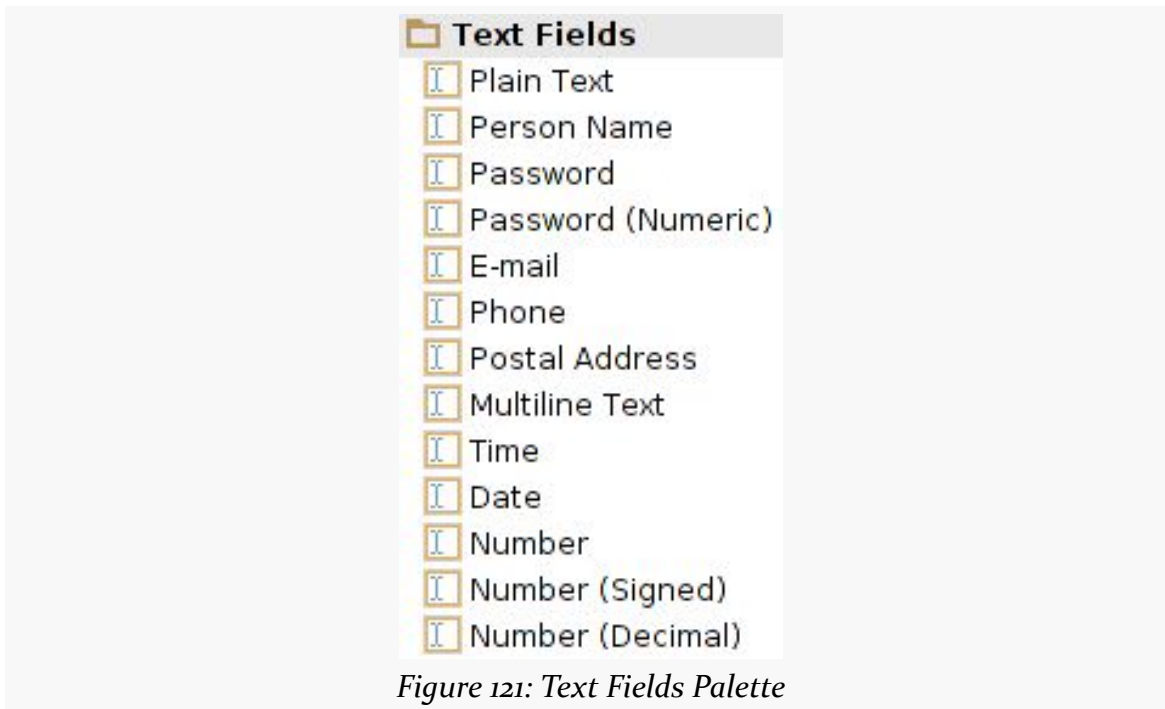 Text Fields
Plain Text
Person Name
Password
Password (Numeric)
E-mail
Phone
Postal Address
Multiline Text
Time
Date
Number
Number (Signed)
Number (Decimal)
Figure 121: Text Fields Palette